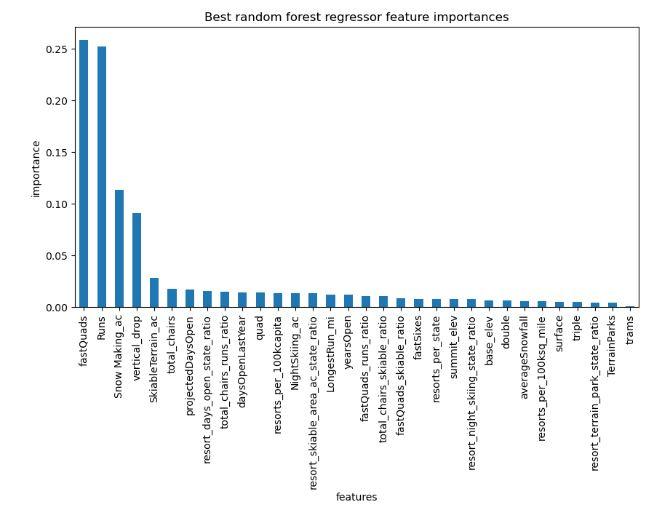 Best random forest regressor feature importances
importance
0.25
0.20
0.15
0.10
0.05
0.00
fastQuads
Runs
Snow Making_ac
vertical_drop
SkiableTerrain_ac
total_chairs
projectedDaysOpen
resort_days_open_state_ratio
total_chairs_runs_ratio
daysOpenLastYear
quad
resorts_per_100kcapita
NightSkiing_ac
resort_skiable_area_ac_state_ratio
LongestRun_mi
yearsOpen
fastQuads_runs_ratio
total_chairs_skiable_ratio
fastQuads_skiable_ratio
fastSixes
resorts_per_state
summit_elev
resort_night_skiing_state_ratio
base_elev
double
averageSnowfall
resorts_per_100ksq_mile
surface
triple
resort_terrain_park_state_ratio
TerrainParks
trams
features